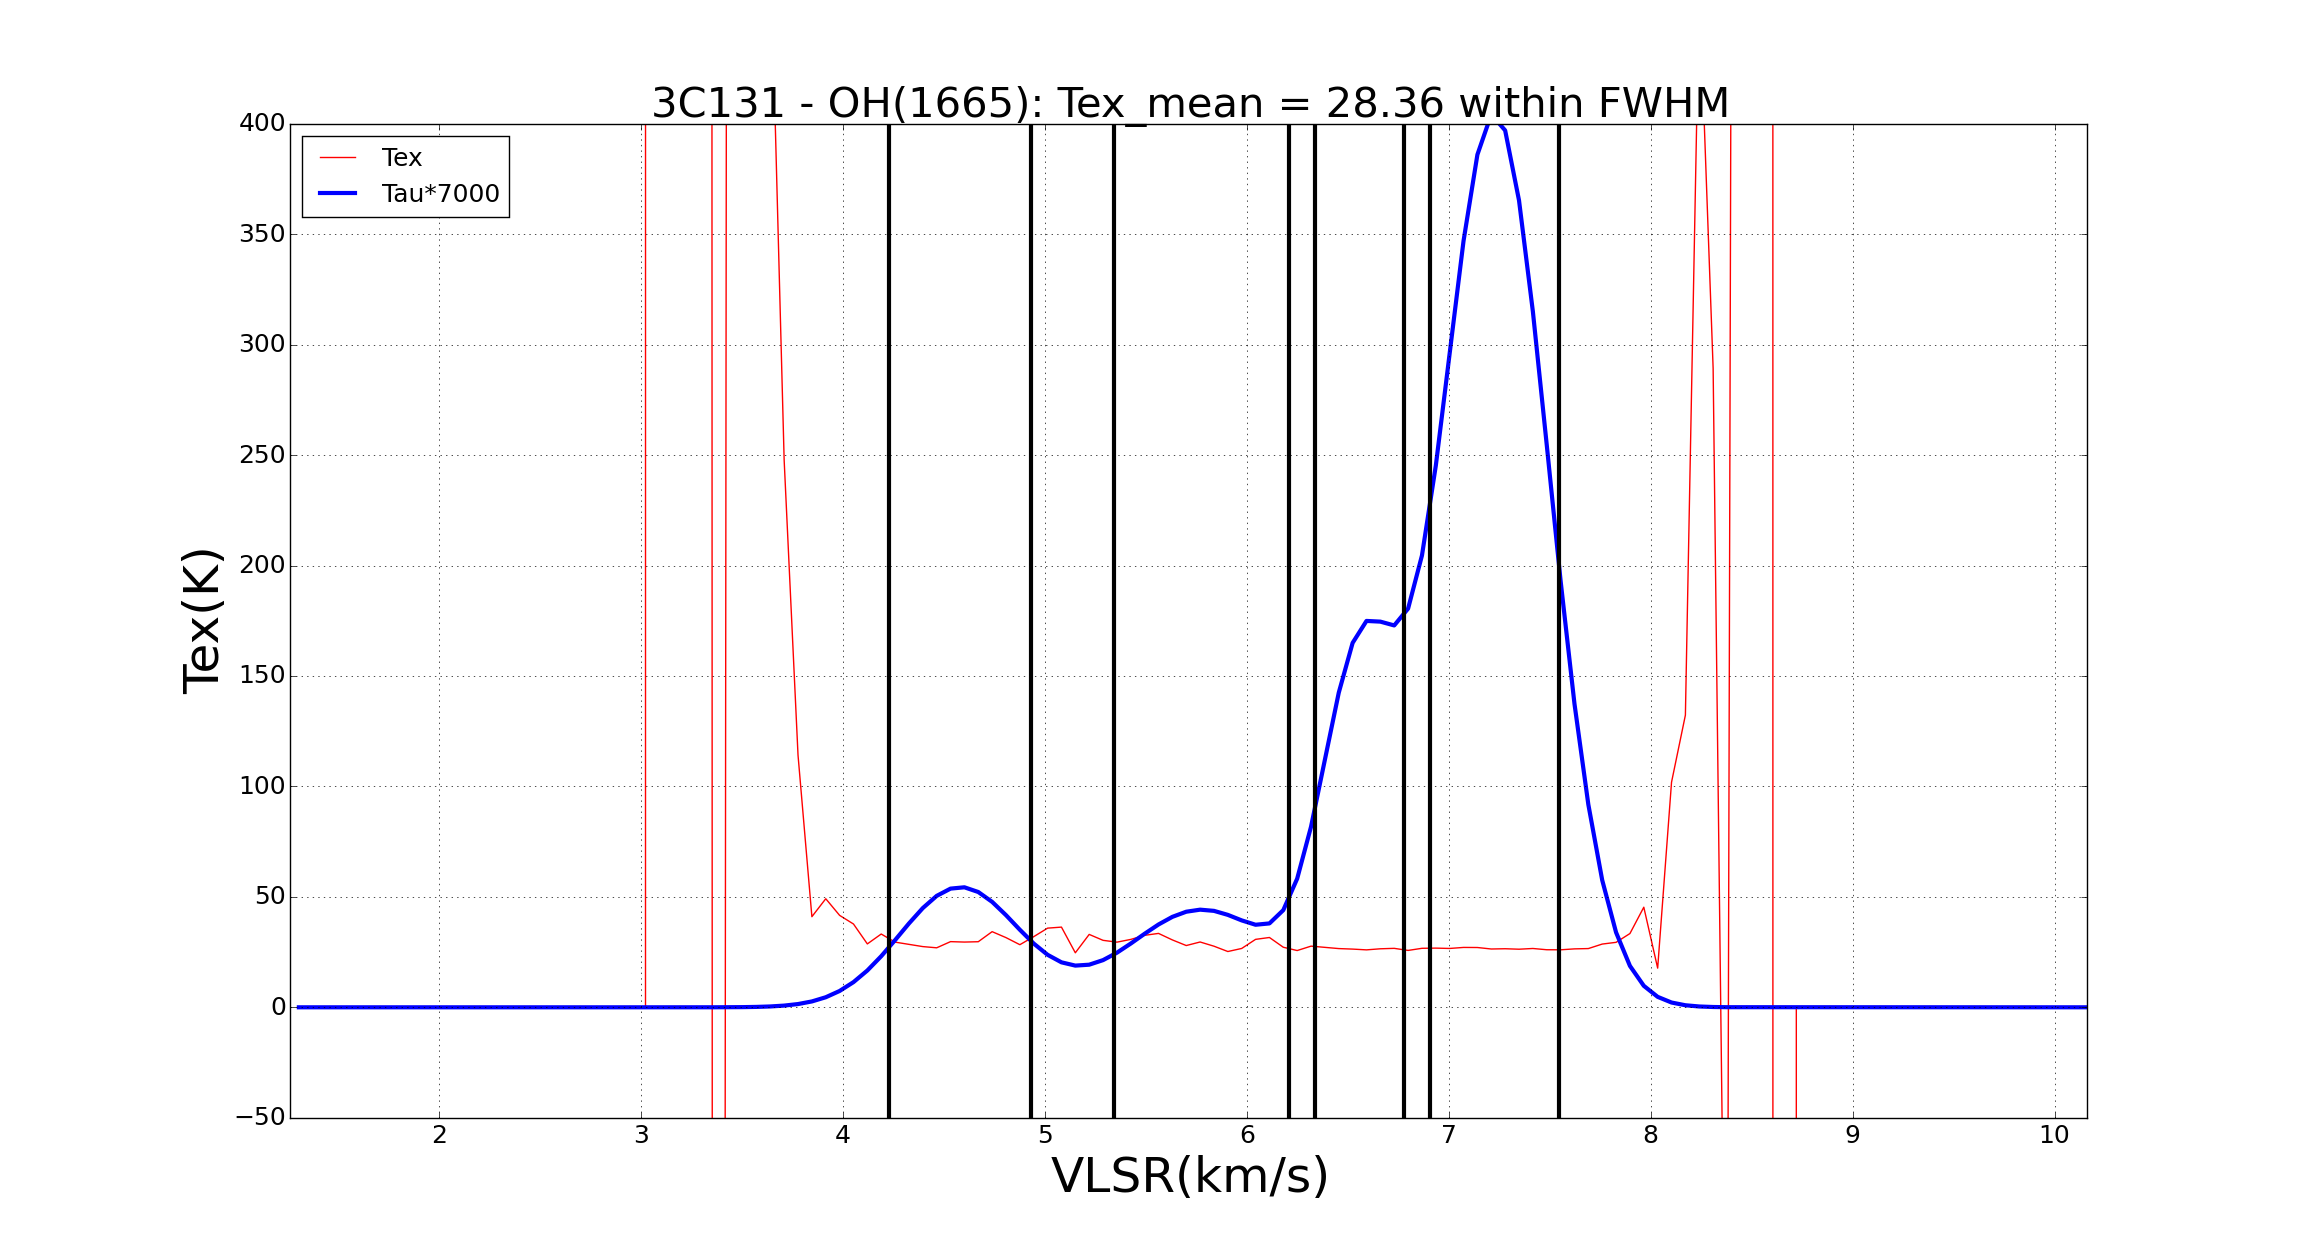 3C131 - OH(1665): Tex_mean = 28.36 within FWHM
Tex
Tau*7000
400
350
300
250
200
150
100
50
0
−50
Tex(K)
2 3 4 5 6 7 8 9 10
VLSR(km/s)